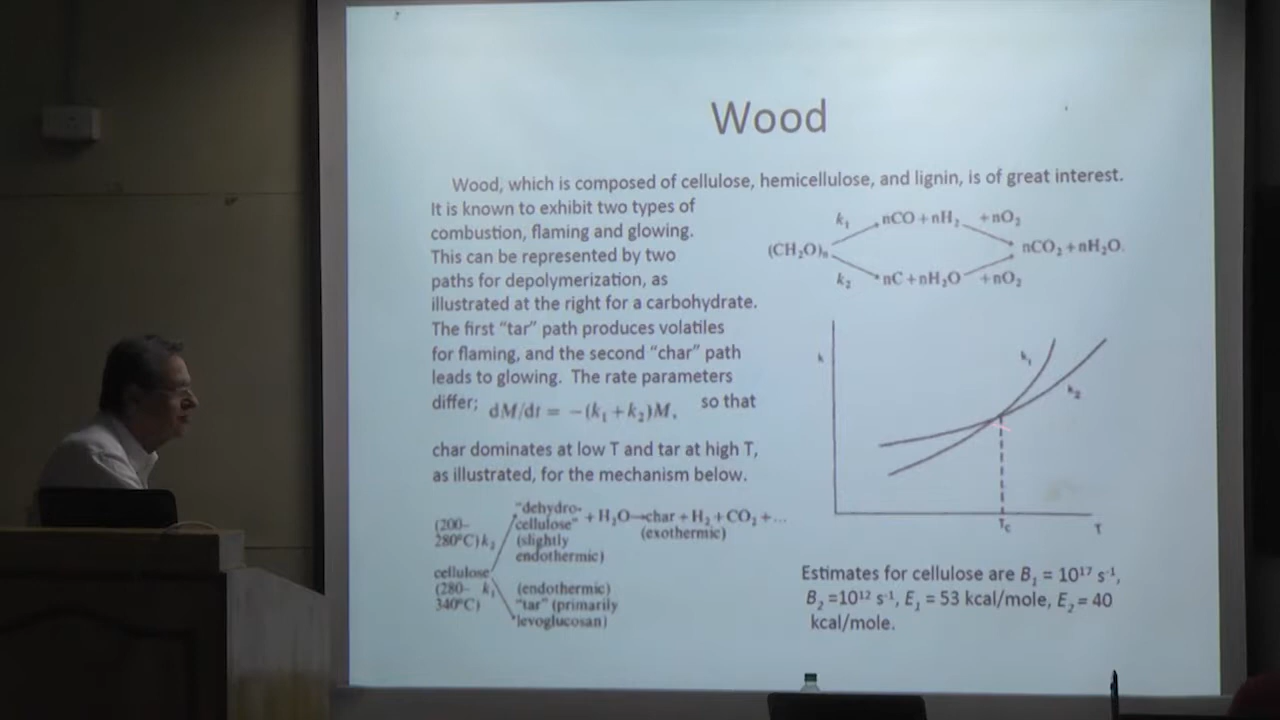 Wood
Wood, which is composed of cellulose, hemicellulose, and lignin, is of great interest.
It is known to exhibit two types of
combustion, flaming and glowing.
This can be represented by two
paths for depolymerization, as
illustrated at the right for a carbohydrate.
The first “tar” path produces volatiles
for flaming, and the second “char” path
leads to glowing. The rate parameters
differ; dM/dt = −(k₁+k₂)M, so that
char dominates at low T and tar at high T,
as illustrated, for the mechanism below.
k₁ nCO + nH₂ +nO₂
(CH₂O)ₙ nCO₂ + nH₂O.
k₂ nC + nH₂O +nO₂
k k₁
k₂
T꜀ T
"dehydro-
(200– cellulose" + H₂O→char + H₂ + CO₂ + ...
280°C)k₂ (slightly (exothermic)
endothermic)
cellulose
(280– k₁ (endothermic)
340°C) "tar" (primarily
levoglucosan)
Estimates for cellulose are B₁ = 10¹⁷ s⁻¹,
B₂ =10¹² s⁻¹, E₁ = 53 kcal/mole, E₂ = 40
kcal/mole.